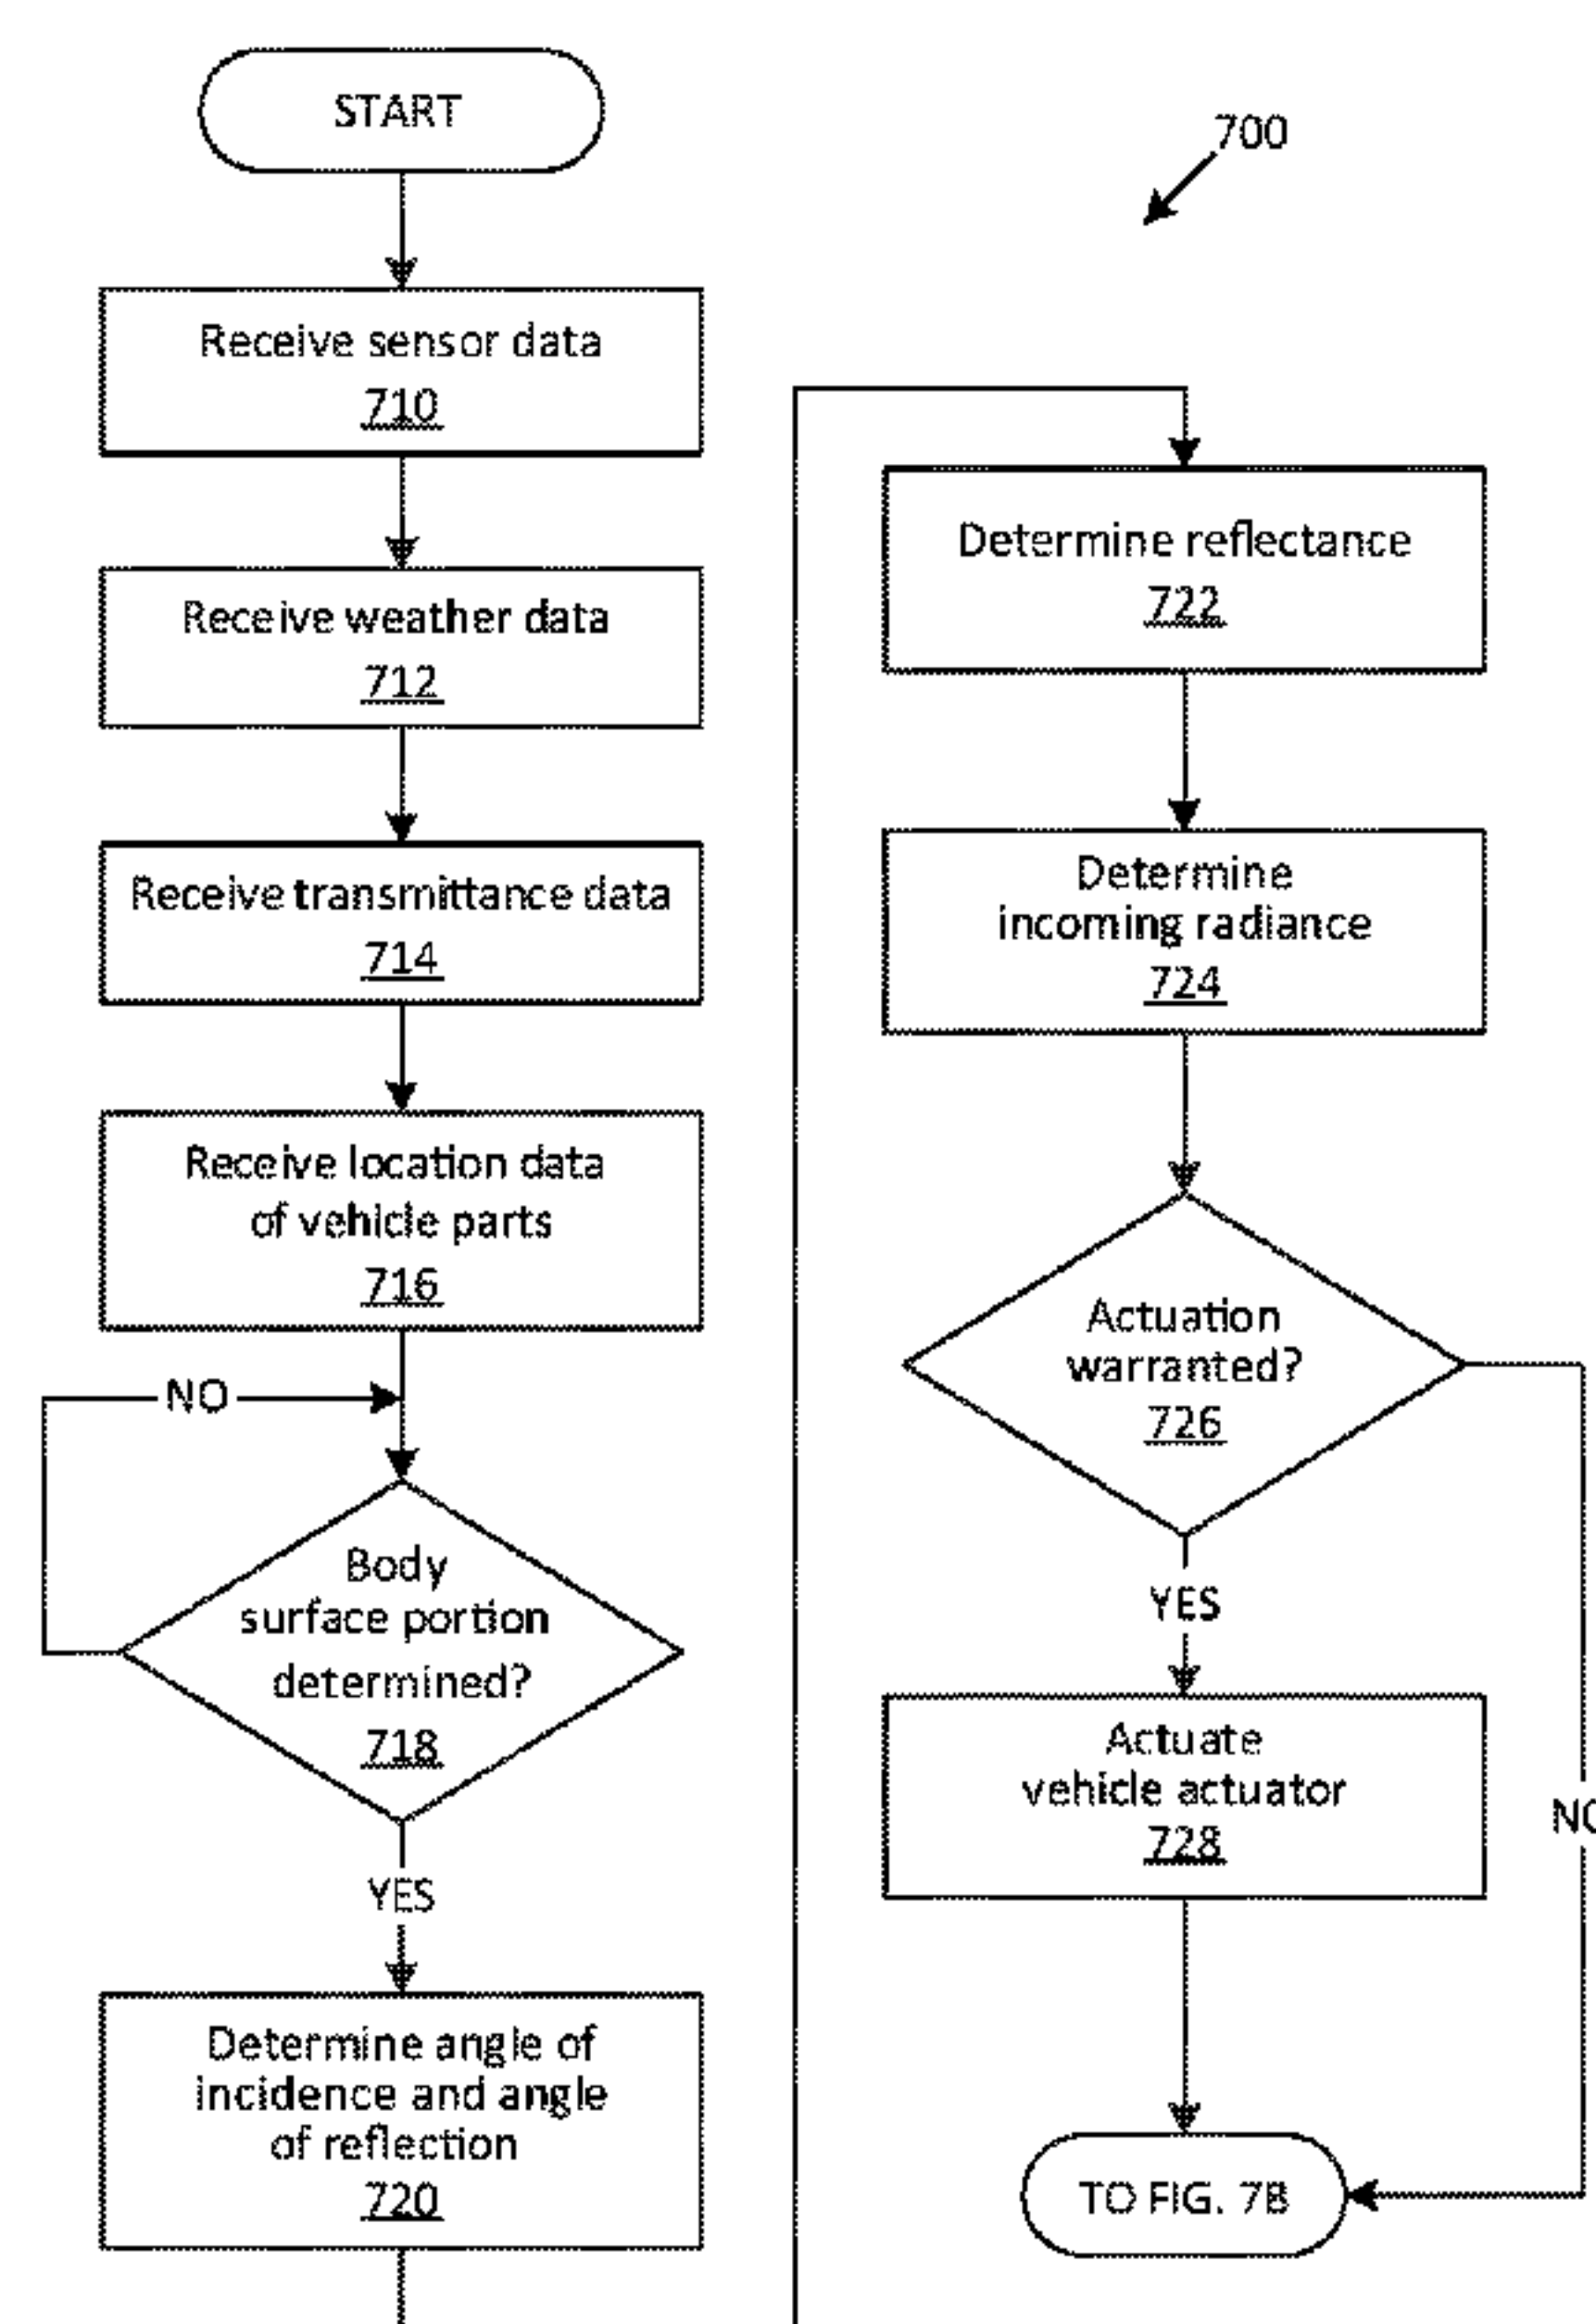 START
Receive sensor data
710
Receive weather data
712
Receive transmittance data
714
Receive location data
of vehicle parts
716
NO
Body
surface portion
determined?
718
YES
Determine angle of
incidence and angle
of reflection
720
700
Determine reflectance
722
Determine
incoming radiance
724
Actuation
warranted?
726
YES
NO
Actuate
vehicle actuator
728
TO FIG. 7B